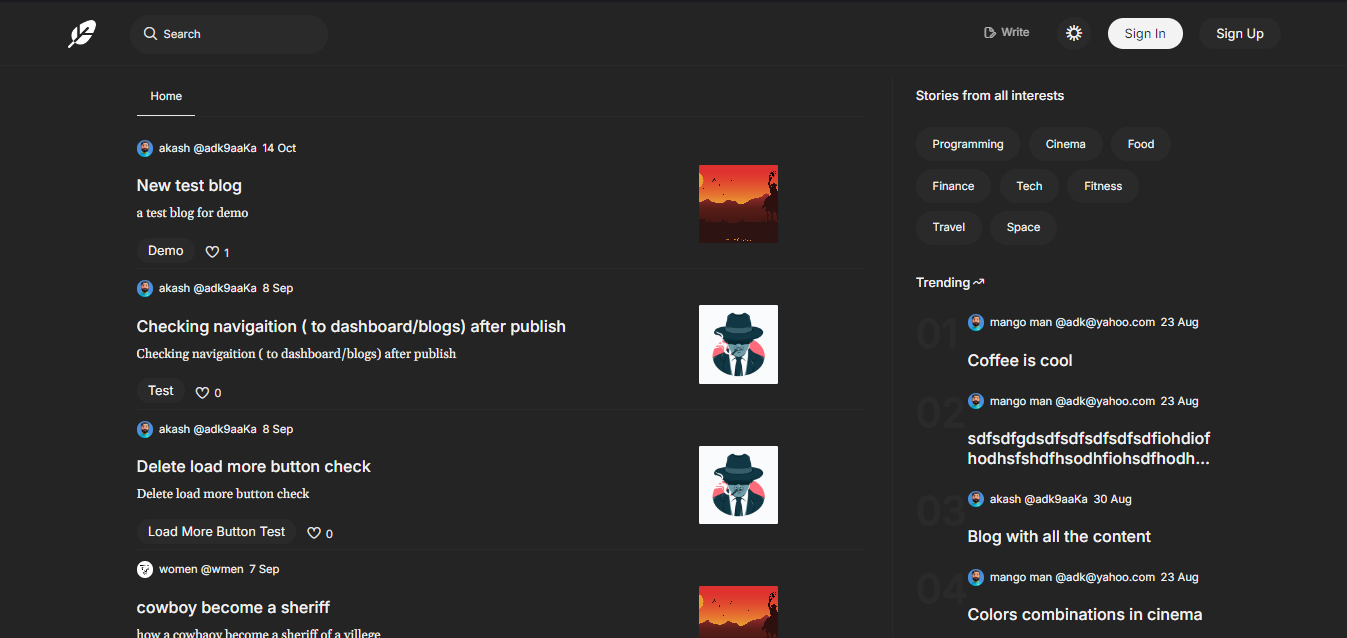 Search
Write
Sign In
Sign Up
Home
akash @adk9aaKa 14 Oct
New test blog
a test blog for demo
Demo
1
akash @adk9aaKa 8 Sep
Checking navigaition ( to dashboard/blogs) after publish
Checking navigaition ( to dashboard/blogs) after publish
Test
0
akash @adk9aaKa 8 Sep
Delete load more button check
Delete load more button check
Load More Button Test
0
women @wmen 7 Sep
cowboy become a sheriff
how a cowbaoy become a sheriff of a villege
Stories from all interests
Programming
Cinema
Food
Finance
Tech
Fitness
Travel
Space
Trending
01
mango man @adk@yahoo.com 23 Aug
Coffee is cool
02
mango man @adk@yahoo.com 23 Aug
sdfsdfgdsdfsdfsdfsdfsdfiohdiof
hodhsfshdfhsodhfiohsdfhodh...
03
akash @adk9aaKa 30 Aug
Blog with all the content
04
mango man @adk@yahoo.com 23 Aug
Colors combinations in cinema